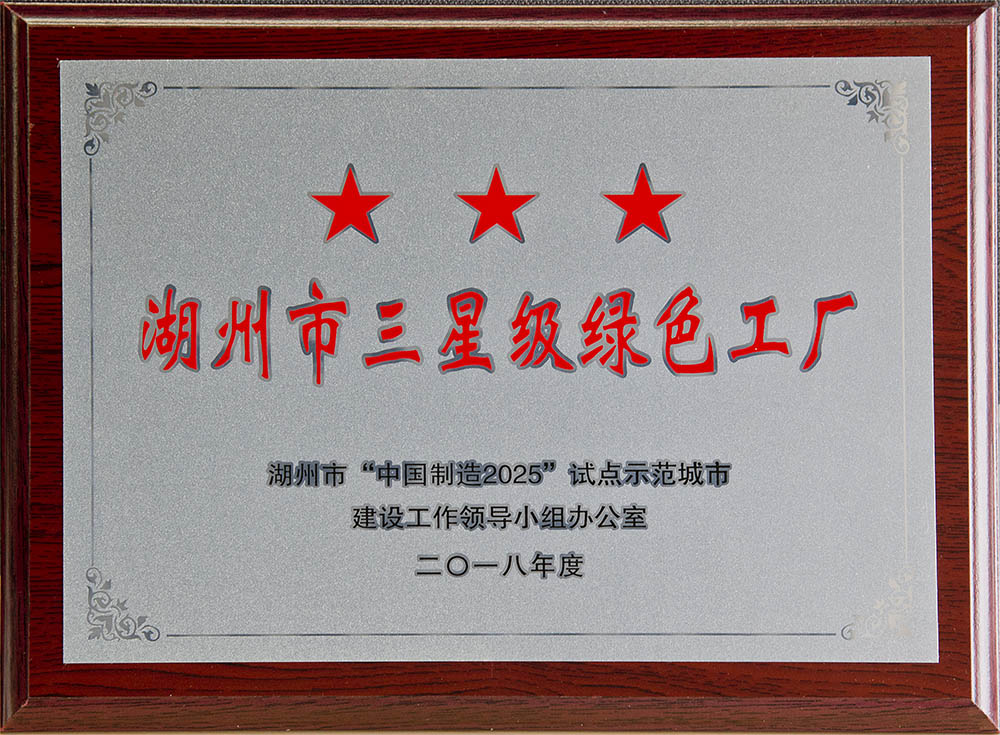 湖州市三星级绿色工厂
湖州市“中国制造2025”试点示范城市
建设工作领导小组办公室
二〇一八年度